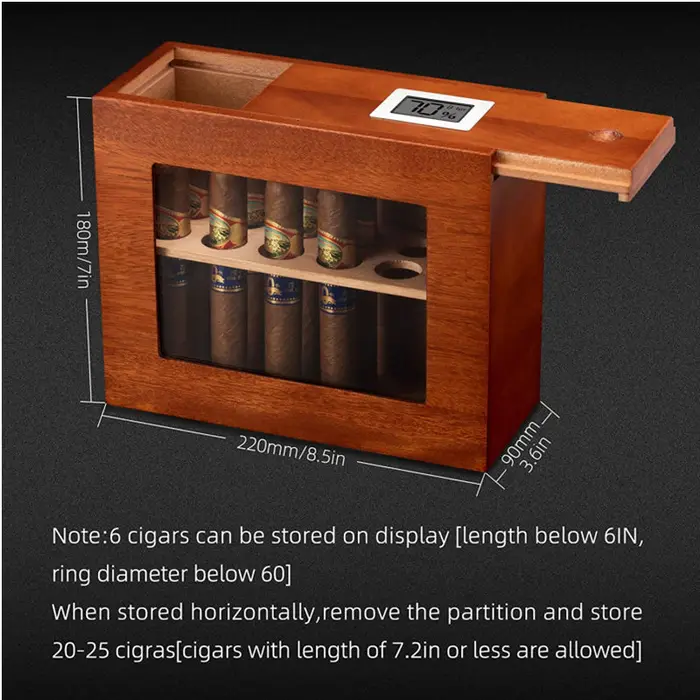 70
%
180mm/7in
220mm/8.5in
90mm
3.6in
Note:6 cigars can be stored on display [length below 6IN,
ring diameter below 60]
When stored horizontally,remove the partition and store
20-25 cigras[cigars with length of 7.2in or less are allowed]